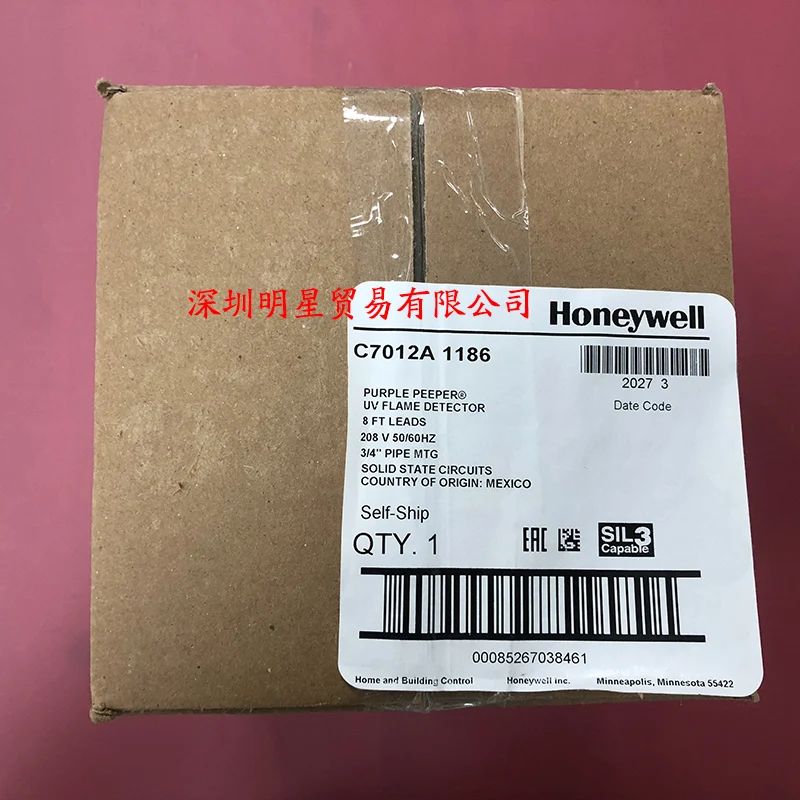 深圳明星贸易有限公司
Honeywell
C7012A 1186
2027 3
Date Code
PURPLE PEEPER®
UV FLAME DETECTOR
8 FT LEADS
208 V 50/60HZ
3/4" PIPE MTG
SOLID STATE CIRCUITS
COUNTRY OF ORIGIN: MEXICO
Self-Ship
QTY. 1
EAC
SIL 3
Capable
00085267038461
Home and Building Control Honeywell Inc. Minneapolis, Minnesota 55422